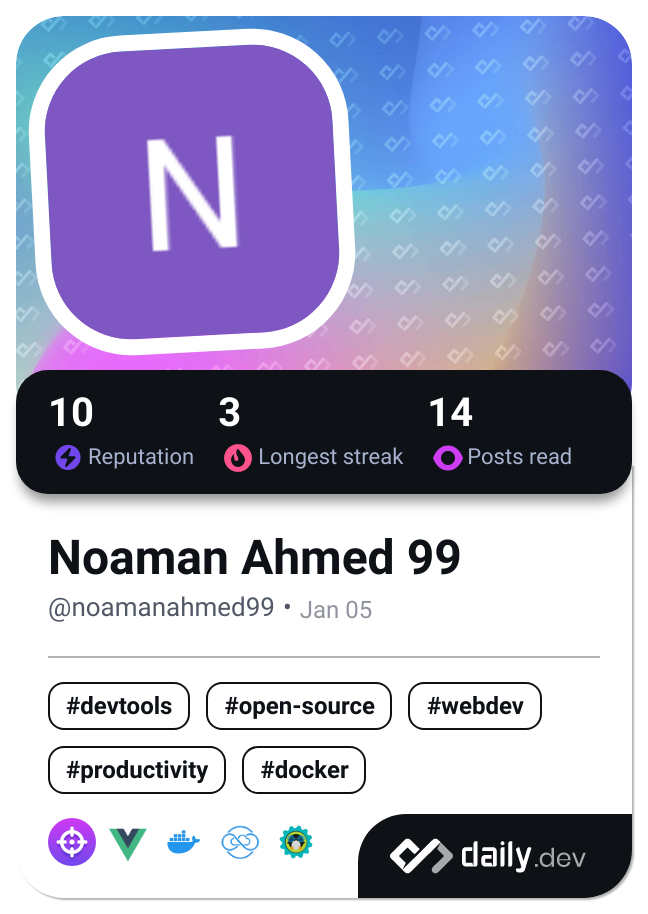 N
10 3 14
Reputation Longest streak Posts read
Noaman Ahmed 99
@noamanahmed99 • Jan 05
#devtools #open-source #webdev
#productivity #docker
daily.dev